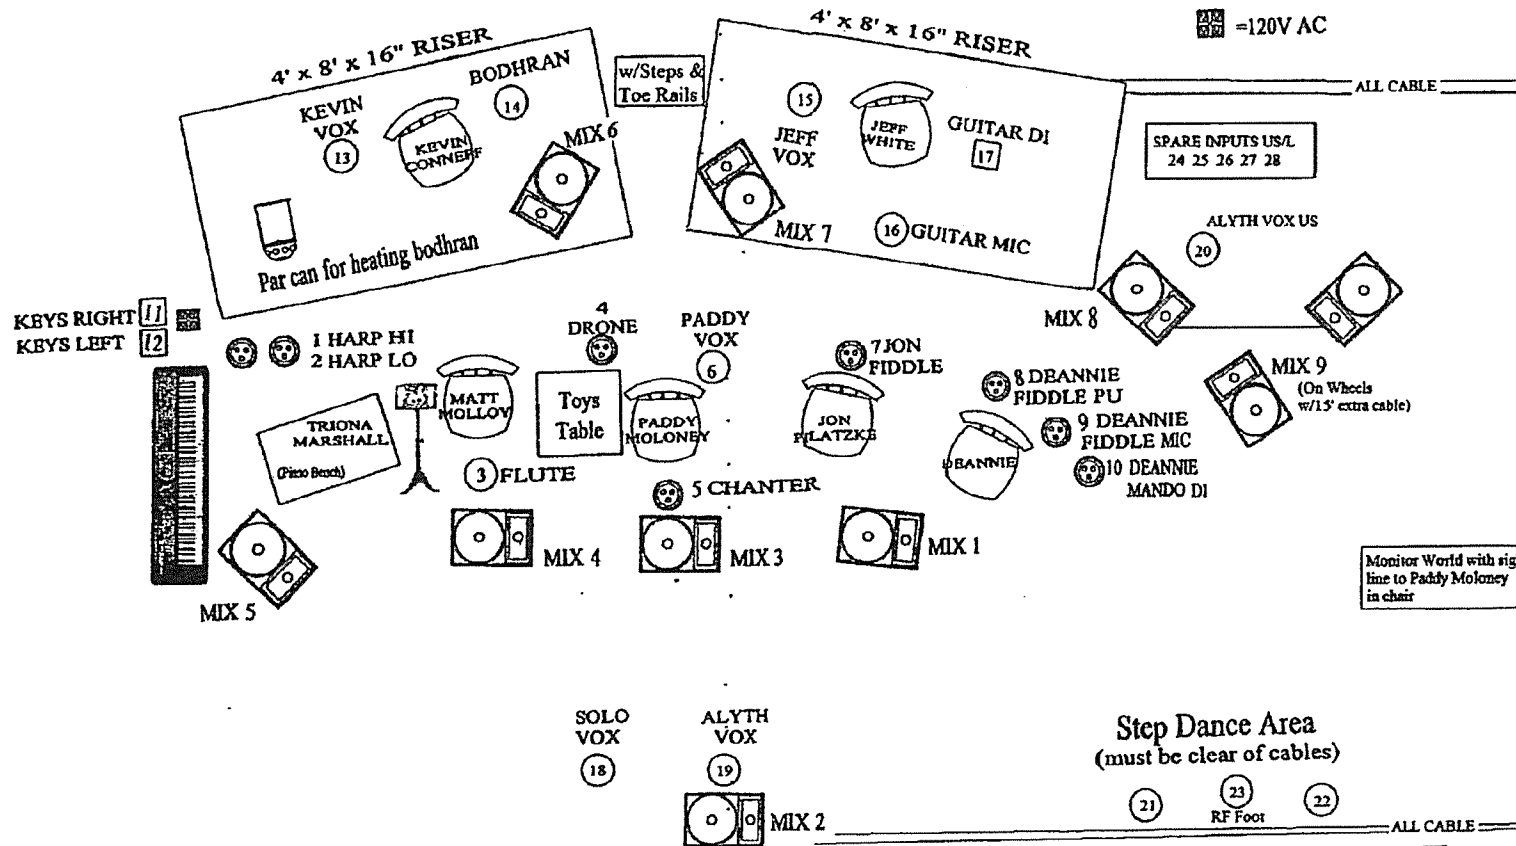 4' x 8' x 16" RISER
4' x 8' x 16" RISER
=120V AC
w/Steps &
Toe Rails
ALL CABLE
KEVIN
VOX
13
BODHRAN
14
KEVIN
CONNEFF
MIX 6
Par can for heating bodhran
15
JEFF
VOX
JEFF
WHITE
GUITAR DI
17
MIX 7
16 GUITAR MIC
SPARE INPUTS US/L
24 25 26 27 28
ALYTH VOX US
20
MIX 8
MIX 9
(On Wheels
w/15' extra cable)
KEYS RIGHT 11
KEYS LEFT 12
1 HARP HI
2 HARP LO
4
DRONE
PADDY
VOX
6
7 JON
FIDDLE
8 DEANNIE
FIDDLE PU
9 DEANNIE
FIDDLE MIC
10 DEANNIE
MANDO DI
TRIONA
MARSHALL
(Piano Bench)
MATT
MOLLOY
Toys
Table
PADDY
MOLONEY
JON
PILATZKE
DEANNIE
3 FLUTE
5 CHANTER
MIX 5
MIX 4
MIX 3
MIX 1
Monitor World with sig
line to Paddy Moloney
in chair
SOLO
VOX
18
ALYTH
VOX
19
MIX 2
Step Dance Area
(must be clear of cables)
21
23
RF Foot
22
ALL CABLE